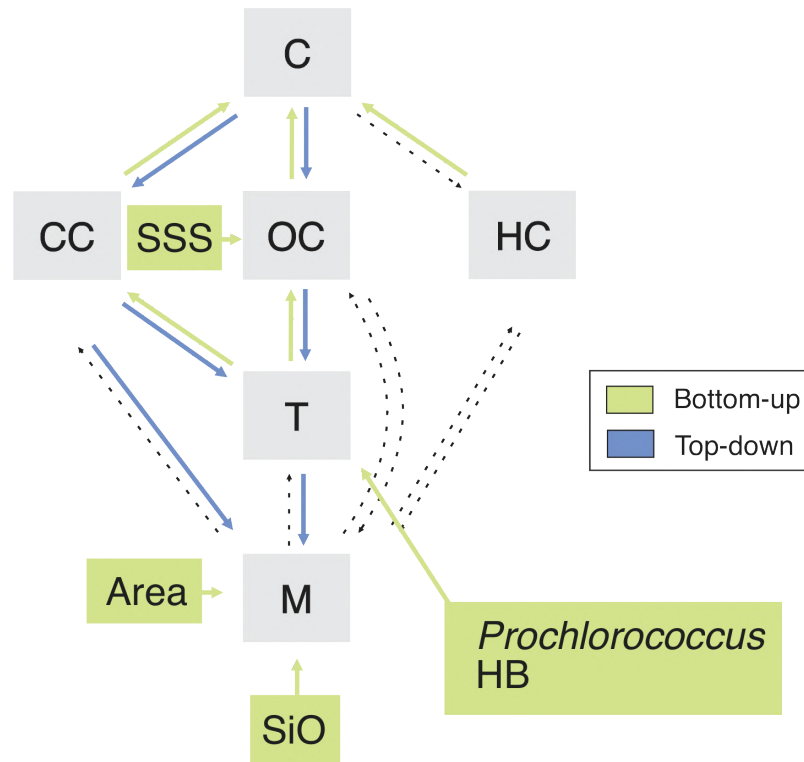 C
CC
SSS
OC
HC
T
Bottom-up
Top-down
Area
M
Prochlorococcus
HB
SiO